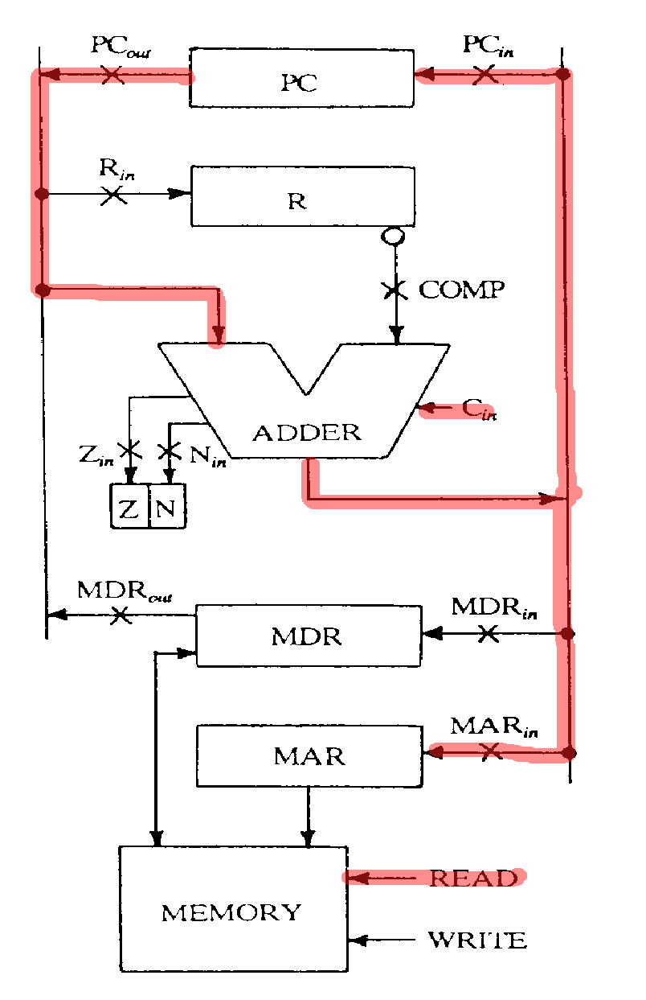 PCout PCin
PC
Rin
R
COMP
Cin
ADDER
Zin Nin
Z N
MDRout MDRin
MDR
MARin
MAR
READ
MEMORY
WRITE